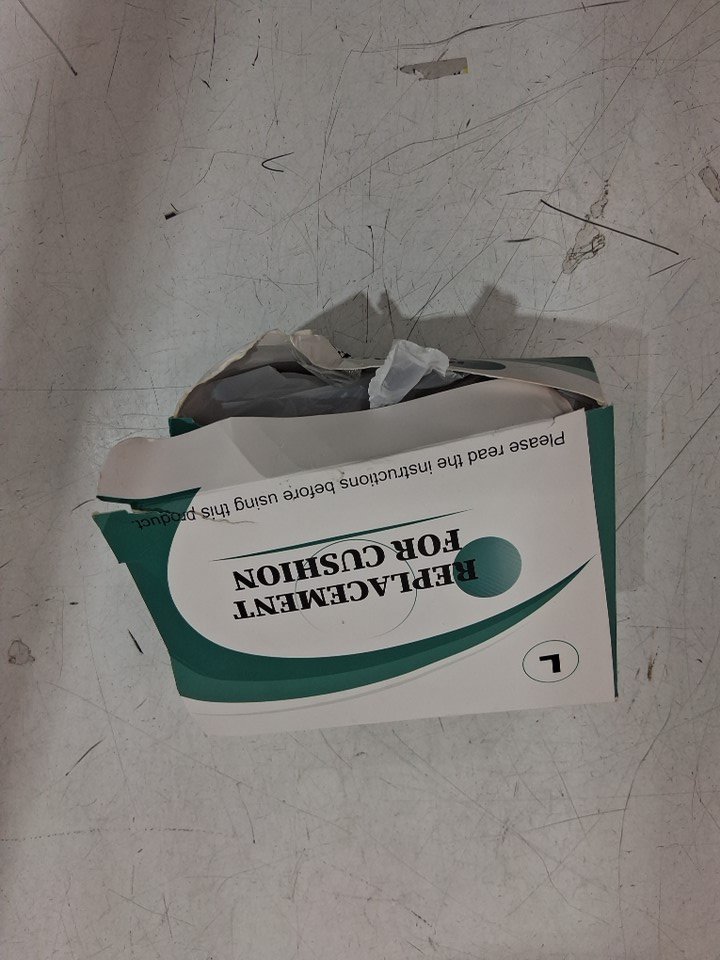 L
REPLACEMENT
FOR CUSHION
Please read the instructions before using this product.